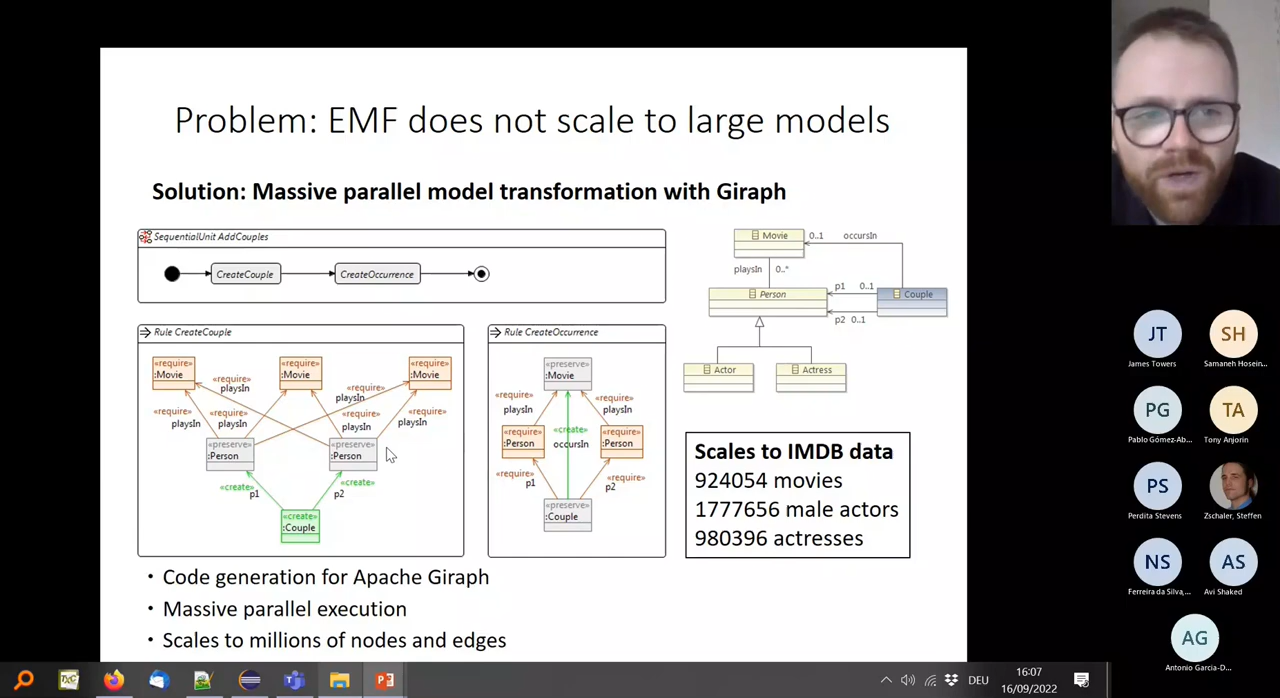 Problem: EMF does not scale to large models
Solution: Massive parallel model transformation with Giraph
SequentialUnit AddCouples
CreateCouple
CreateOccurrence
Movie
0..1
occursIn
playsIn
0..*
Person
p1
0..1
Couple
p2
0..1
Actor
Actress
Rule CreateCouple
«require»
:Movie
«require»
:Movie
«require»
:Movie
«require»
playsIn
«require»
playsIn
«require»
playsIn
«require»
playsIn
«require»
playsIn
«require»
playsIn
«preserve»
:Person
«preserve»
:Person
«create»
p1
«create»
p2
«create»
:Couple
Rule CreateOccurrence
«preserve»
:Movie
«require»
playsIn
«require»
playsIn
«require»
:Person
«create»
occursIn
«require»
:Person
«require»
p1
«require»
p2
«preserve»
:Couple
Scales to IMDB data
924054 movies
1777656 male actors
980396 actresses
• Code generation for Apache Giraph
• Massive parallel execution
• Scales to millions of nodes and edges
JT
James Towers
SH
Samaneh Hosein...
PG
Pablo Gómez-Ab...
TA
Tony Anjorin
PS
Perdita Stevens
Zschaler, Steffen
NS
Ferreira da Silva,...
AS
Avi Shaked
AG
Antonio Garcia-D...
DEU
16:07
16/09/2022